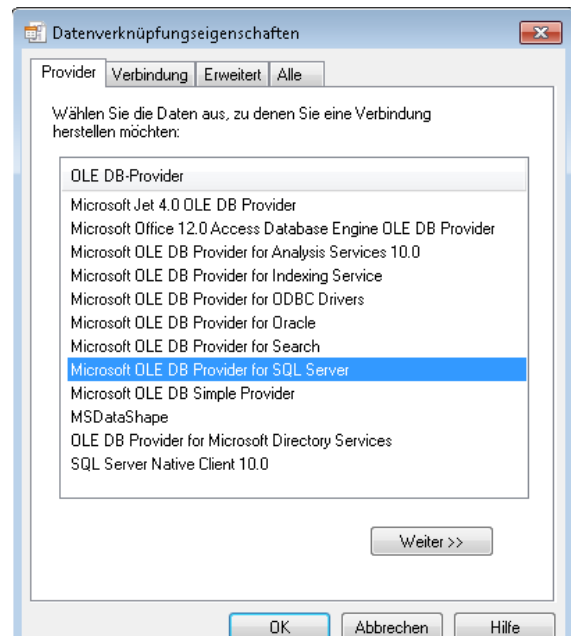 Datenverknüpfungseigenschaften
Provider Verbindung Erweitert Alle
Wählen Sie die Daten aus, zu denen Sie eine Verbindung
herstellen möchten:
OLE DB-Provider
Microsoft Jet 4.0 OLE DB Provider
Microsoft Office 12.0 Access Database Engine OLE DB Provider
Microsoft OLE DB Provider for Analysis Services 10.0
Microsoft OLE DB Provider for Indexing Service
Microsoft OLE DB Provider for ODBC Drivers
Microsoft OLE DB Provider for Oracle
Microsoft OLE DB Provider for Search
Microsoft OLE DB Provider for SQL Server
Microsoft OLE DB Simple Provider
MSDataShape
OLE DB Provider for Microsoft Directory Services
SQL Server Native Client 10.0
Weiter >>
OK Abbrechen Hilfe